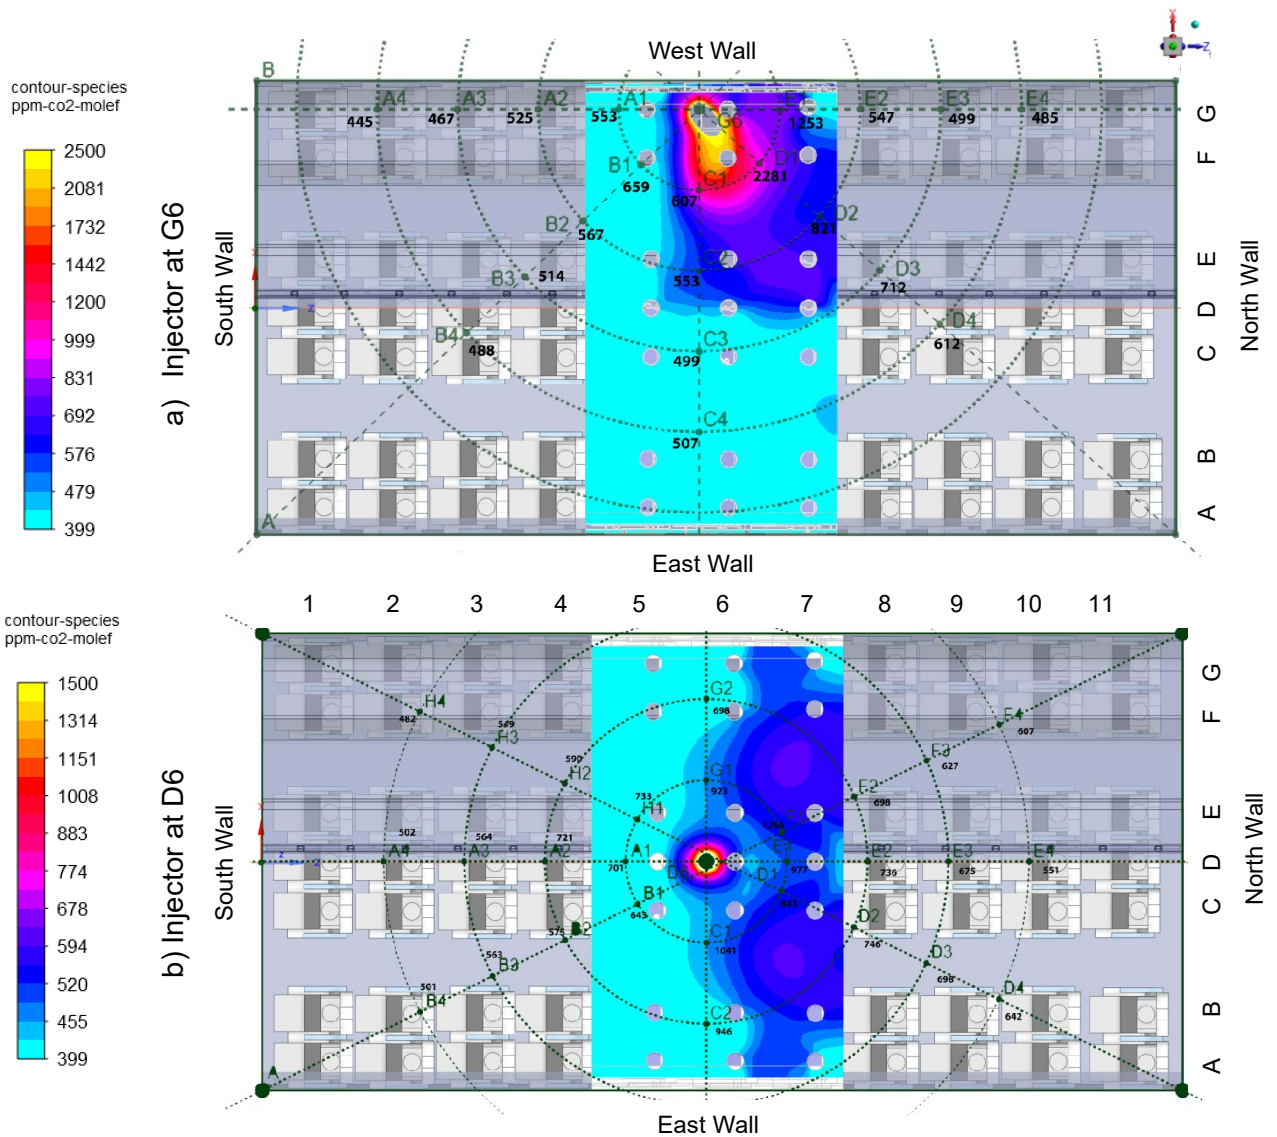 West Wall
X
Z
contour-species
ppm-co2-molef
2500
2081
1732
1442
1200
999
831
692
576
479
399
a) Injector at G6
South Wall
North Wall
B
A4 A3 A2 A1 G6 E1 E2 E3 E4
445 467 525 553 1253 547 499 485
B1 C1 D1
659 607 2281
B2 D2
567 821
B3 C2 D3
514 553 712
B4 C3 D4
488 499 612
C4
507
A
z
G
F
E
D
C
B
A
East Wall
1 2 3 4 5 6 7 8 9 10 11
contour-species
ppm-co2-molef
1500
1314
1151
1008
883
774
678
594
520
455
399
b) Injector at D6
South Wall
North Wall
H4 G2 F4
482 698 607
549
H3 F3
627
590
H2 G1 F2
923 698
733
H1 F1
1256
502 564 721
A4 A3 A2 A1 D6 E1 E2 E3 E4
701 977 736 675 551
B1 D1
643 843
B2 C1 D2
575 1041 746
563
B3 D3
698
501
B4 C2 D4
946 642
A
x
z
G
F
E
D
C
B
A
East Wall